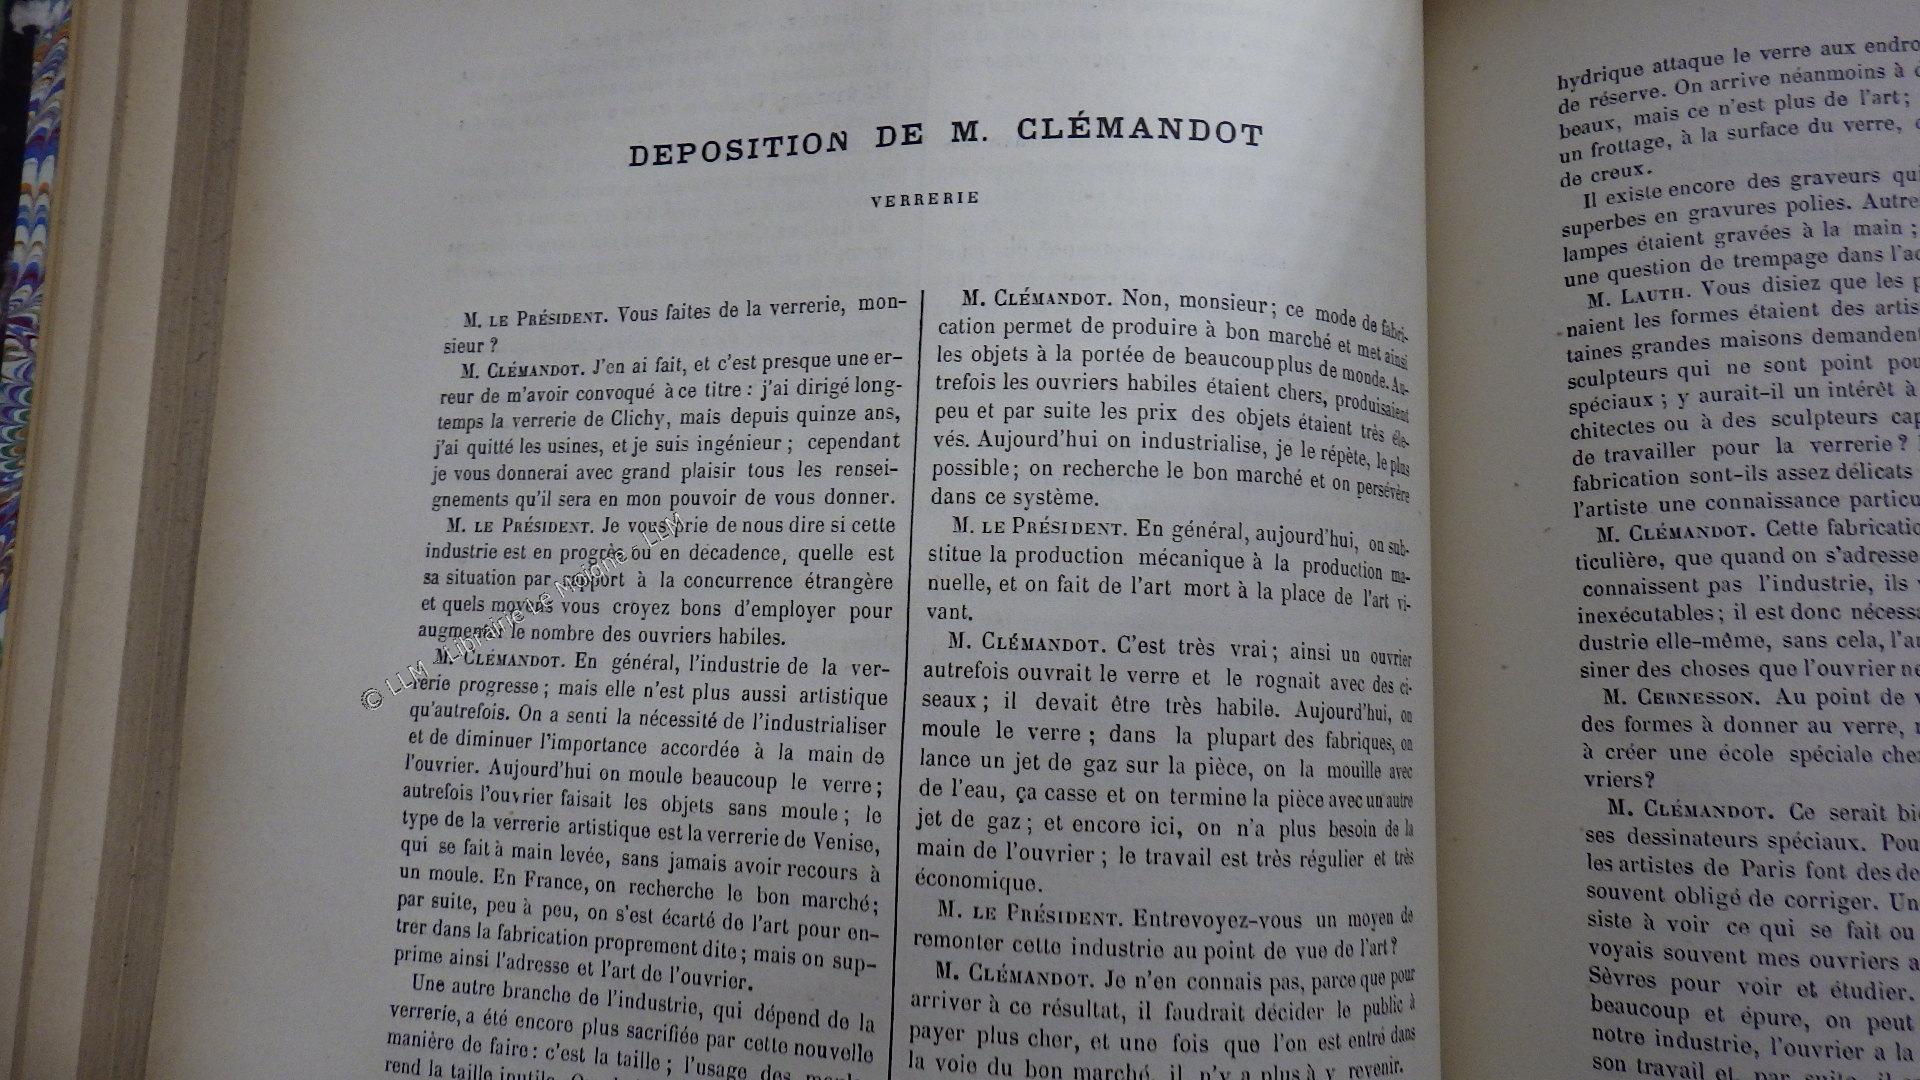 DEPOSITION DE M. CLÉMANDOT
VERRERIE
M. LE PRÉSIDENT. Vous faites de la verrerie, mon-
sieur ?
M. CLÉMANDOT. J'en ai fait, et c'est presque une er-
reur de m'avoir convoqué à ce titre : j'ai dirigé long-
temps la verrerie de Clichy, mais depuis quinze ans,
j'ai quitté les usines, et je suis ingénieur ; cependant
je vous donnerai avec grand plaisir tous les rensei-
gnements qu'il sera en mon pouvoir de vous donner.
M. LE PRÉSIDENT. Je vous prie de nous dire si cette
industrie est en progrès ou en décadence, quelle est
sa situation par rapport à la concurrence étrangère
et quels moyens vous croyez bons d'employer pour
augmenter le nombre des ouvriers habiles.
M. CLÉMANDOT. En général, l'industrie de la ver-
rerie progresse ; mais elle n'est plus aussi artistique
qu'autrefois. On a senti la nécessité de l'industrialiser
et de diminuer l'importance accordée à la main de
l'ouvrier. Aujourd'hui on moule beaucoup le verre ;
autrefois l'ouvrier faisait les objets sans moule ; le
type de la verrerie artistique est la verrerie de Venise,
qui se fait à main levée, sans jamais avoir recours à
un moule. En France, on recherche le bon marché ;
par suite, peu à peu, on s'est écarté de l'art pour en-
trer dans la fabrication proprement dite ; mais on sup-
prime ainsi l'adresse et l'art de l'ouvrier.
Une autre branche de l'industrie, qui dépend de la
verrerie, a été encore plus sacrifiée par cette nouvelle
manière de faire : c'est la taille ; l'usage des
rend la taille inutile.
M. CLÉMANDOT. Non, monsieur ; ce mode de fabri-
cation permet de produire à bon marché et met ainsi
les objets à la portée de beaucoup plus de monde. Au-
trefois les ouvriers habiles étaient chers, produisaient
peu et par suite les prix des objets étaient très éle-
vés. Aujourd'hui on industrialise, je le répète, le plus
possible ; on recherche le bon marché et on persévère
dans ce système.
M. LE PRÉSIDENT. En général, aujourd'hui, on sub-
stitue la production mécanique à la production ma-
nuelle, et on fait de l'art mort à la place de l'art vi-
vant.
M. CLÉMANDOT. C'est très vrai ; ainsi un ouvrier
autrefois ouvrait le verre et le rognait avec des ci-
seaux ; il devait être très habile. Aujourd'hui, on
moule le verre ; dans la plupart des fabriques, on
lance un jet de gaz sur la pièce, on la mouille avec
de l'eau, ça casse et on termine la pièce avec un autre
jet de gaz ; et encore ici, on n'a plus besoin de la
main de l'ouvrier ; le travail est très régulier et très
économique.
M. LE PRÉSIDENT. Entrevoyez-vous un moyen de
remonter cette industrie au point de vue de l'art ?
M. CLÉMANDOT. Je n'en connais pas, parce que pour
arriver à ce résultat, il faudrait décider le public à
payer plus cher, et une fois que l'on est entré dans
la voie du bon marché, il n'y a plus à y revenir.
hydrique attaque le verre aux endro
de réserve. On arrive néanmoins à
beaux, mais ce n'est plus de l'art ;
un frottage, à la surface du verre,
de creux.
Il existe encore des graveurs qui
superbes en gravures polies. Autre
lampes étaient gravées à la main ;
une question de trempage dans l'ac
M. LAUTH. Vous disiez que les
naient les formes étaient des artis
taines grandes maisons demandent
sculpteurs qui ne sont point pou
spéciaux ; y aurait-il un intérêt à
chitectes ou à des sculpteurs cap
de travailler pour la verrerie ?
fabrication sont-ils assez délicats
l'artiste une connaissance particu
M. CLÉMANDOT. Cette fabricatio
ticulière, que quand on s'adresse
connaissent pas l'industrie, ils
inexécutables ; il est donc nécessa
dustrie elle-même, sans cela, l'ar
siner des choses que l'ouvrier ne
M. CERNESSON. Au point de
des formes à donner au verre,
à créer une école spéciale che
vriers ?
M. CLÉMANDOT. Ce serait bi
ses dessinateurs spéciaux. Pou
les artistes de Paris font des de
souvent obligé de corriger. Un
siste à voir ce qui se fait ou
voyais souvent mes ouvriers a
Sèvres pour voir et étudier.
beaucoup et épure, on peut
notre industrie, l'ouvrier a la
son travail et, par suite, il
© LLM - Librairie Le Moigne - LLM